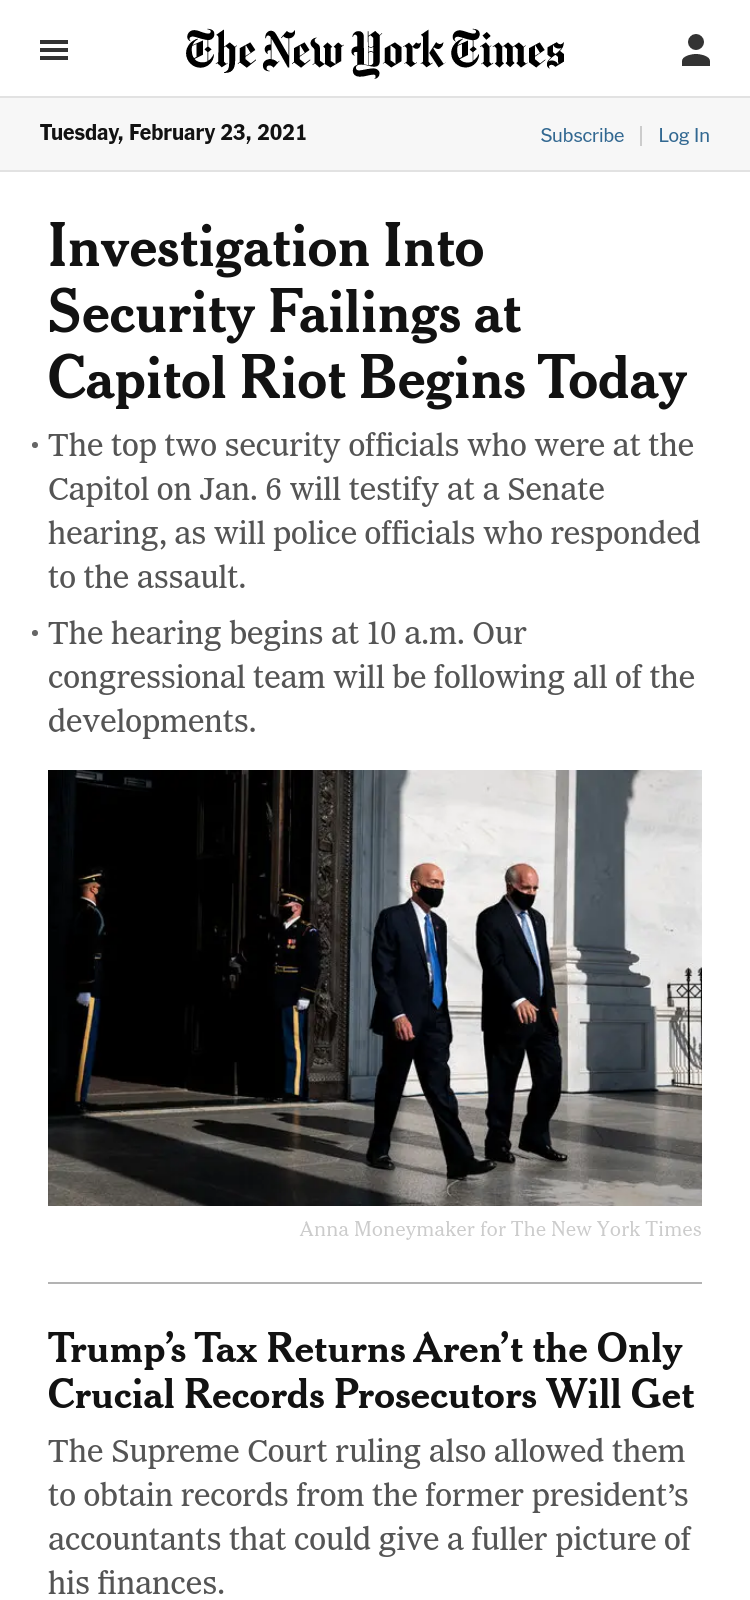 The New York Times
Tuesday, February 23, 2021
Subscribe | Log In
Investigation Into
Security Failings at
Capitol Riot Begins Today
• The top two security officials who were at the
Capitol on Jan. 6 will testify at a Senate
hearing, as will police officials who responded
to the assault.
• The hearing begins at 10 a.m. Our
congressional team will be following all of the
developments.
Anna Moneymaker for The New York Times
Trump’s Tax Returns Aren’t the Only
Crucial Records Prosecutors Will Get
The Supreme Court ruling also allowed them
to obtain records from the former president’s
accountants that could give a fuller picture of
his finances.